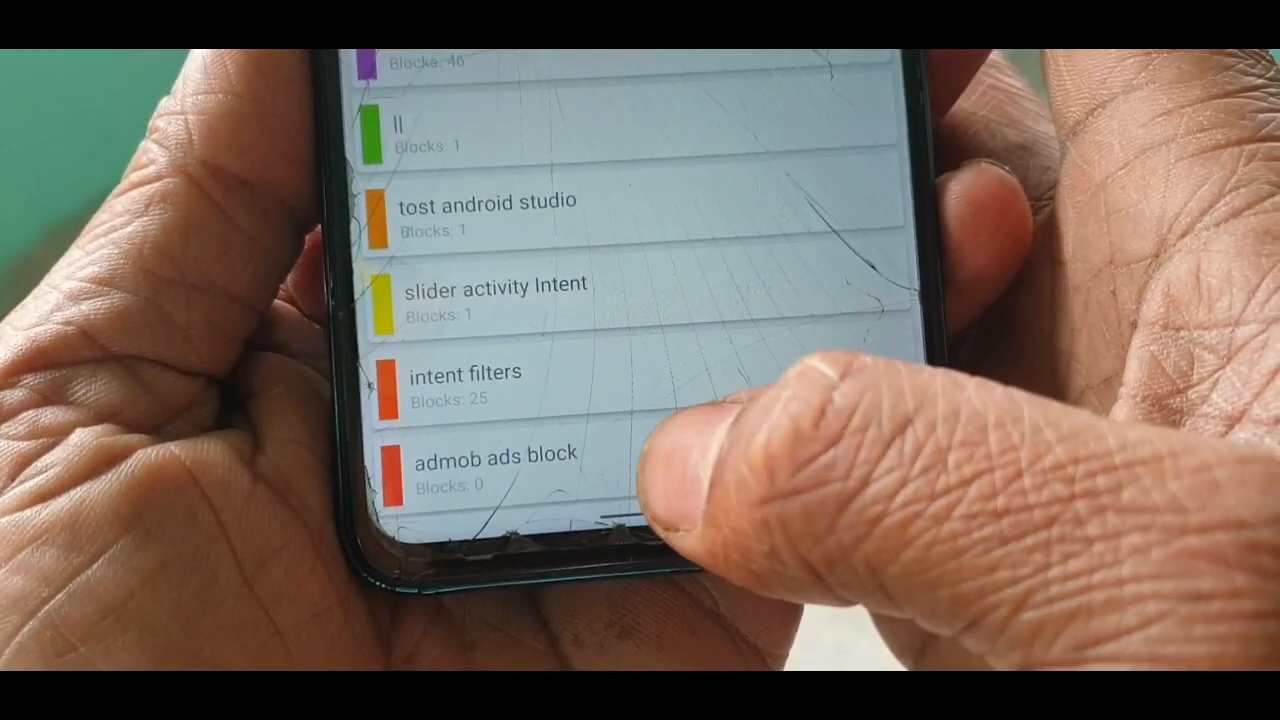 Blocks: 46
||
Blocks: 1
tost android studio
Blocks: 1
slider activity Intent
Blocks: 1
intent filters
Blocks: 25
admob ads block
Blocks: 0